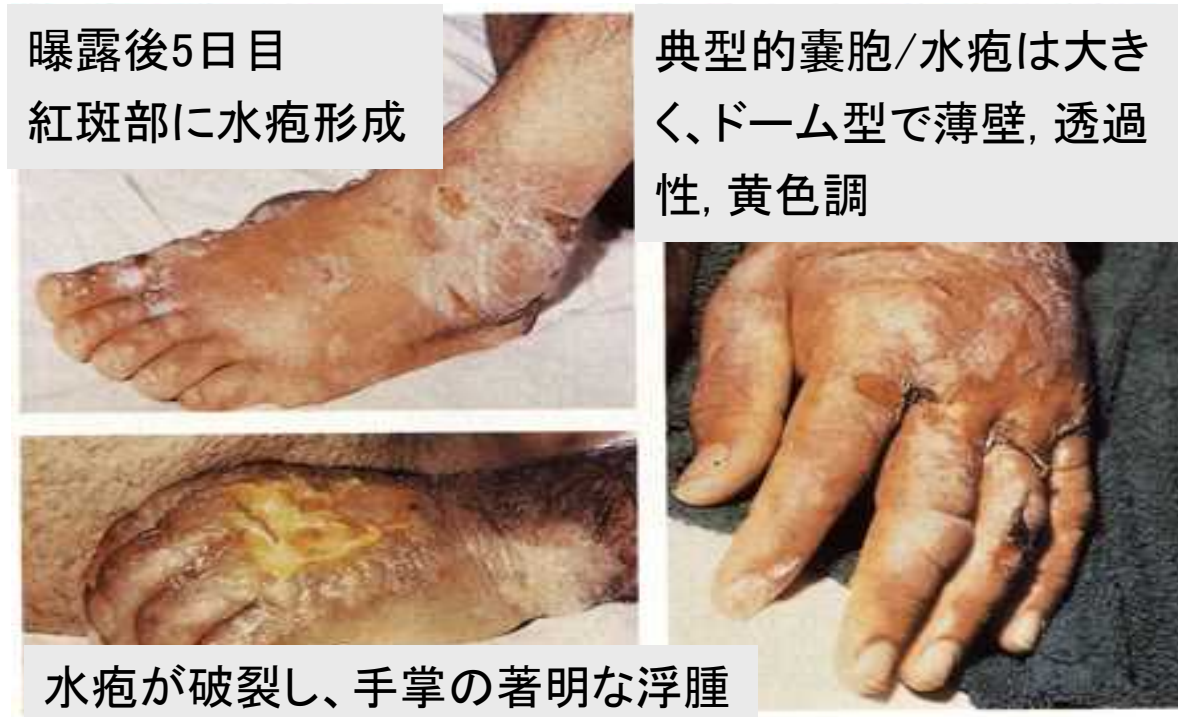 曝露後5日目
紅斑部に水疱形成
典型的嚢胞/水疱は大き
く、ドーム型で薄壁, 透過
性, 黄色調
水疱が破裂し、手掌の著明な浮腫